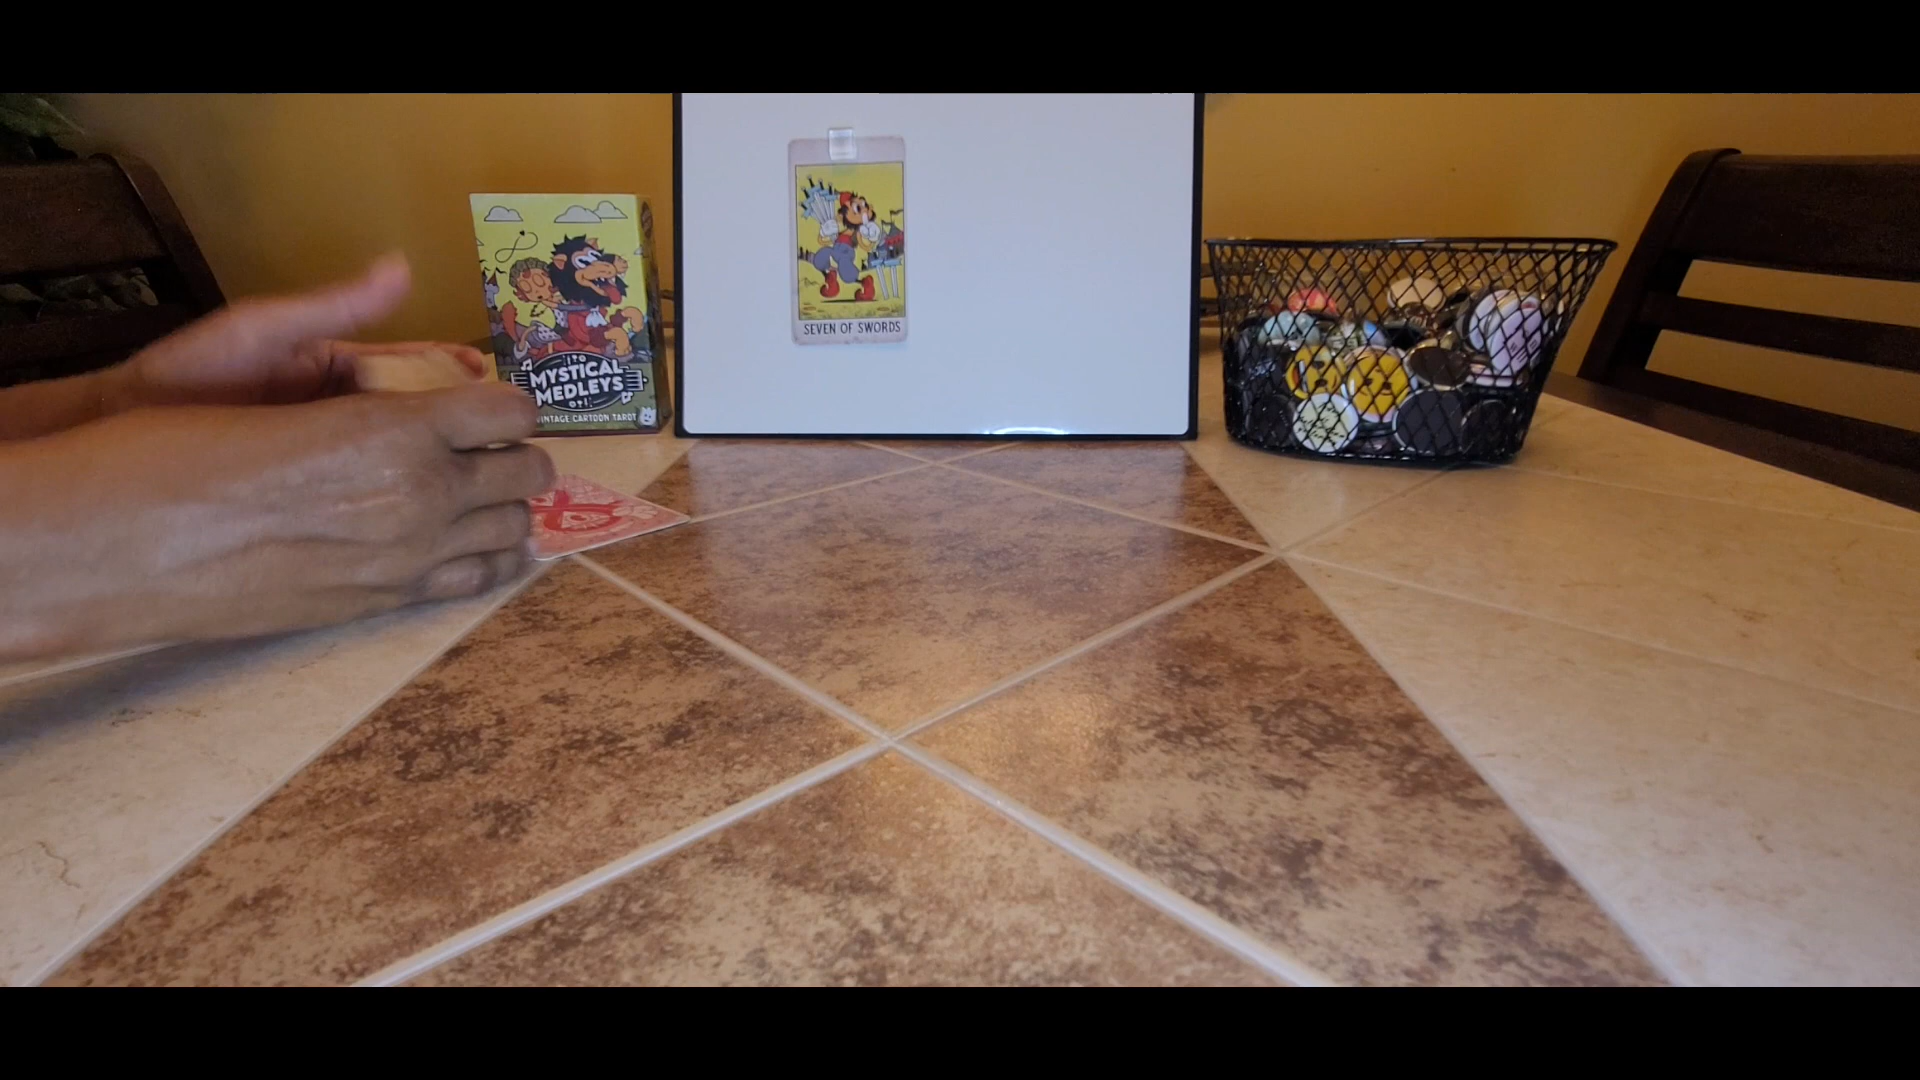 SEVEN OF SWORDS
MYSTICAL
MEDLEYS
VINTAGE CARTOON TAROT